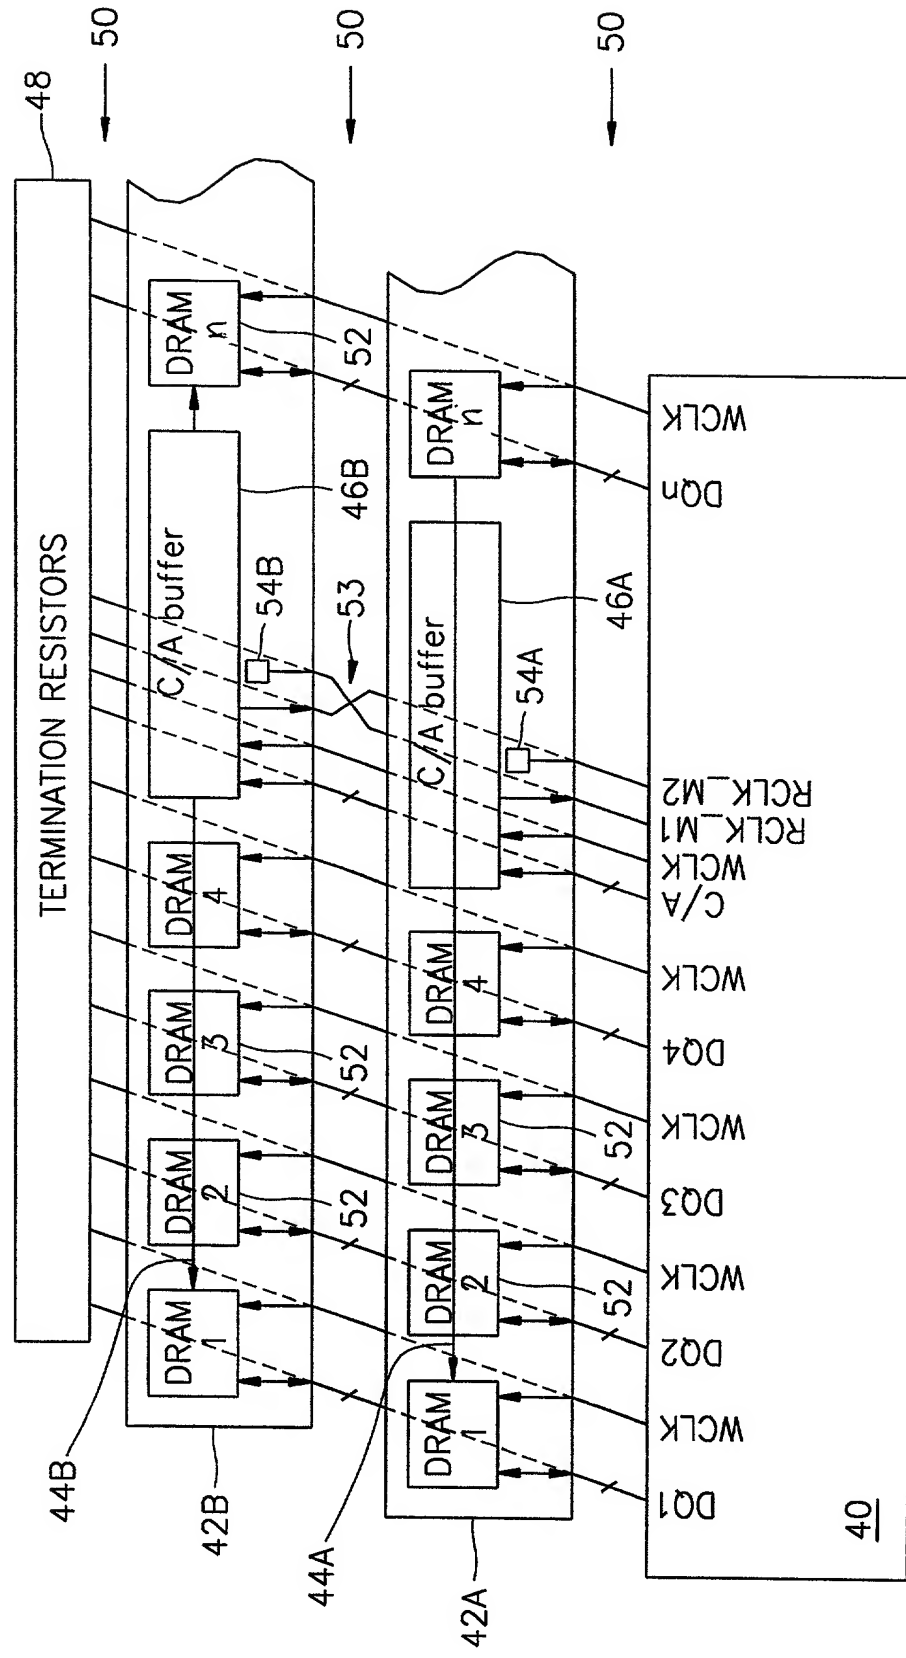 TERMINATION RESISTORS
48
50
DRAM
1
DRAM
2
DRAM
3
DRAM
4
C/A buffer
DRAM
n
52
52
52
46B
54B
44B
42B
53
50
DRAM
1
DRAM
2
DRAM
3
DRAM
4
C/A buffer
DRAM
n
52
52
46A
54A
44A
42A
50
DQ1
WCLK
DQ2
WCLK
DQ3
WCLK
DQ4
WCLK
C/A
WCLK
RCLK_M1
RCLK_M2
DQn
WCLK
40